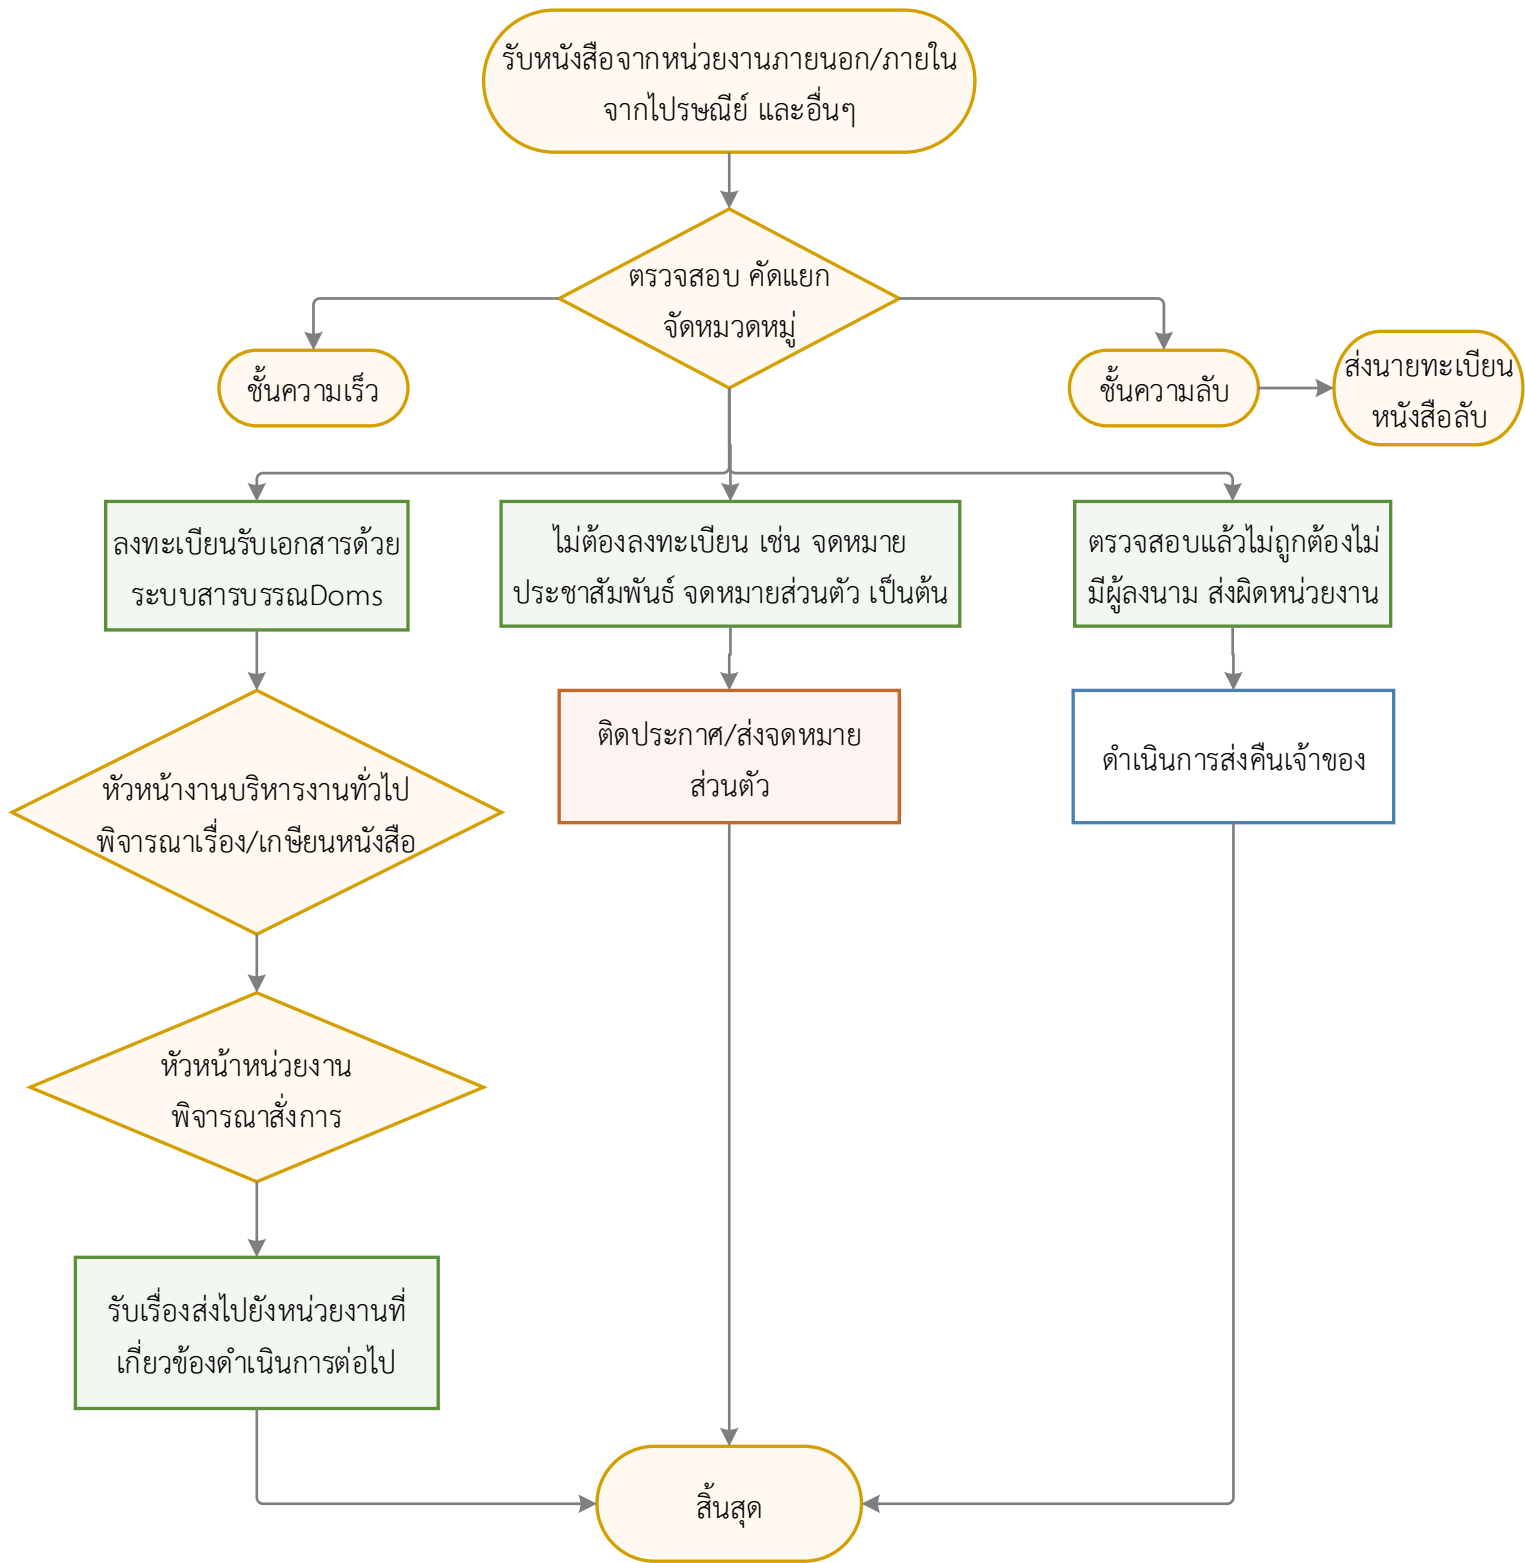 รับหนังสือจากหน่วยงานภายนอก/ภายใน
จากไปรษณีย์ และอื่นๆ
ตรวจสอบ คัดแยก
จัดหมวดหมู่
ชั้นความเร็ว
ชั้นความลับ
ส่งนายทะเบียน
หนังสือลับ
ลงทะเบียนรับเอกสารด้วย
ระบบสารบรรณDoms
ไม่ต้องลงทะเบียน เช่น จดหมาย
ประชาสัมพันธ์ จดหมายส่วนตัว เป็นต้น
ตรวจสอบแล้วไม่ถูกต้องไม่
มีผู้ลงนาม ส่งผิดหน่วยงาน
หัวหน้างานบริหารงานทั่วไป
พิจารณาเรื่อง/เกษียนหนังสือ
ติดประกาศ/ส่งจดหมาย
ส่วนตัว
ดำเนินการส่งคืนเจ้าของ
หัวหน้าหน่วยงาน
พิจารณาสั่งการ
รับเรื่องส่งไปยังหน่วยงานที่
เกี่ยวข้องดำเนินการต่อไป
สิ้นสุด